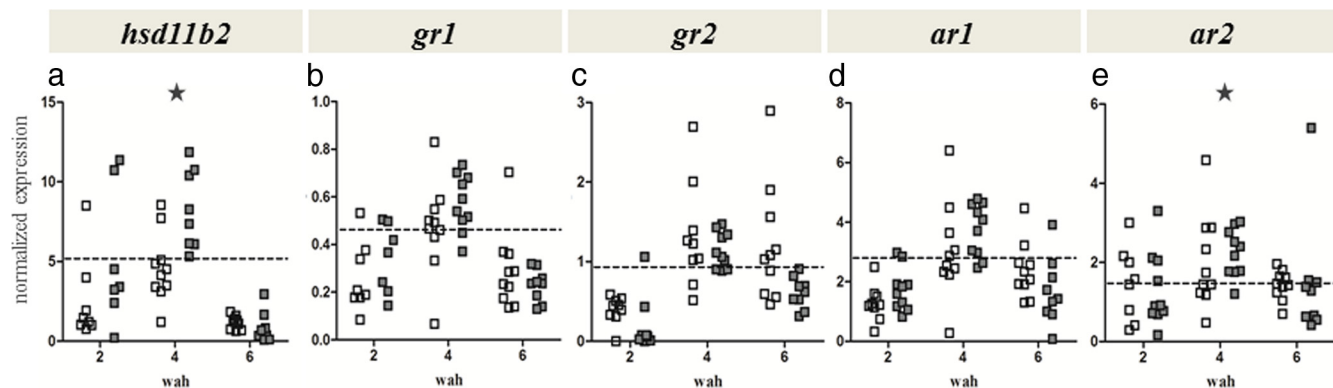 hsd11b2 gr1 gr2 ar1 ar2
a b c d e
normalized expression
15 10 5 0
1.0 0.8 0.6 0.4 0.2 0.0
3 2 1 0
8 6 4 2 0
6 4 2 0
2 4 6 2 4 6 2 4 6 2 4 6 2 4 6
wah wah wah wah wah